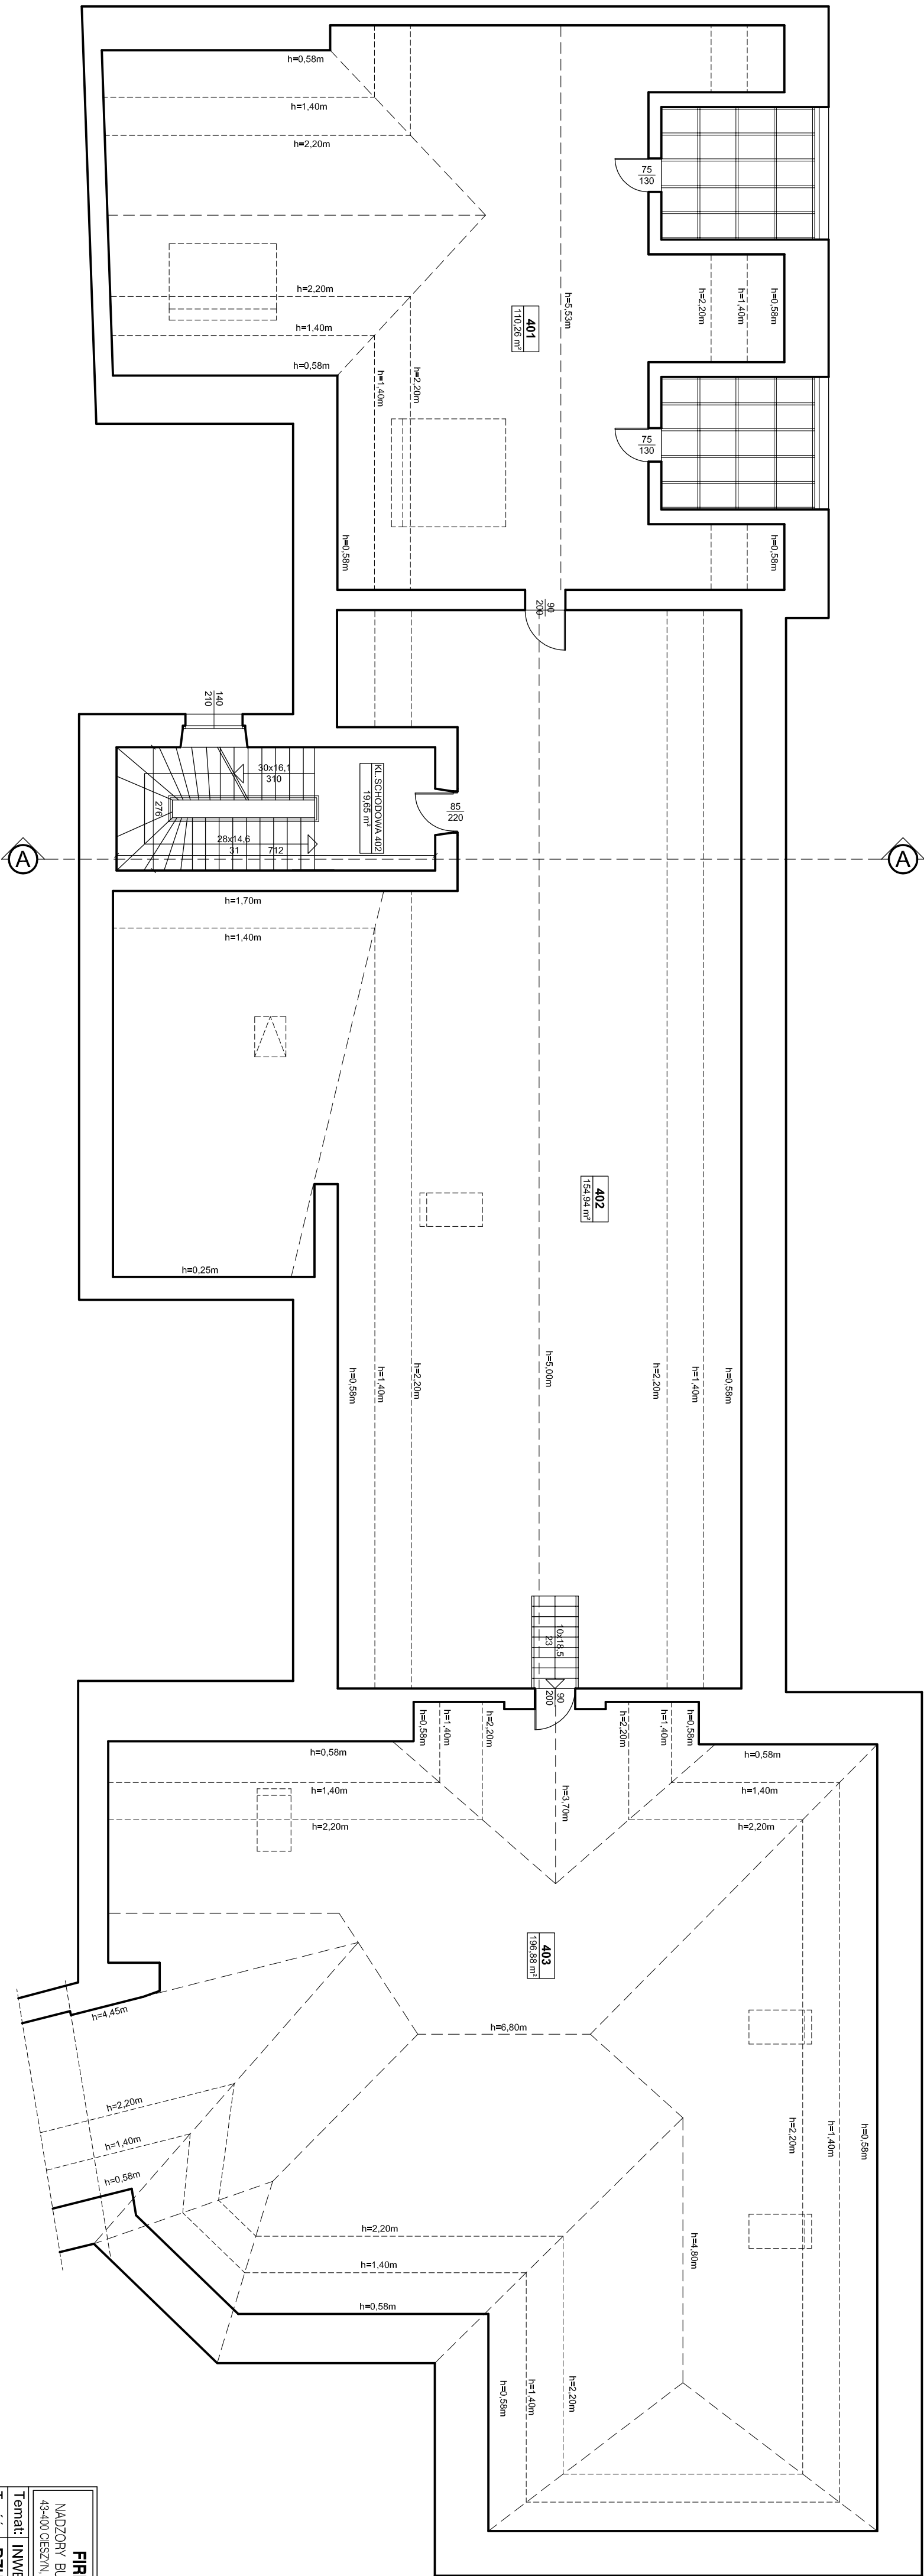 h=0,58m
h=1,40m
h=2,20m
h=2,20m
h=1,40m
h=0,58m
h=5,53m
401
110,26 m²
75
130
h=2,20m
h=1,40m
h=0,58m
h=1,40m
h=2,20m
75
130
h=0,58m
h=0,58m
90
200
140
210
30x16,1
310
276
28x14,6
31 712
KL.SCHODOWA 402
19,65 m²
85
220
A
A
h=1,70m
h=1,40m
402
154,94 m²
h=0,25m
h=0,58m
h=1,40m
h=2,20m
h=5,00m
h=2,20m
h=1,40m
h=0,58m
10x18,5
23
90
200
h=0,58m
h=1,40m
h=2,20m
h=2,20m
h=1,40m
h=0,58m
h=0,58m
h=1,40m
h=2,20m
h=3,70m
h=0,58m
h=1,40m
h=2,20m
403
196,88 m²
h=4,45m
h=6,80m
h=2,20m
h=1,40m
h=0,58m
h=2,20m
h=1,40m
h=0,58m
h=2,20m
h=1,40m
h=0,58m
h=4,80m
h=0,58m
h=1,40m
h=2,20m
FIR
NADZORY BU
43-400 CIESZYN,
Temat: INWE